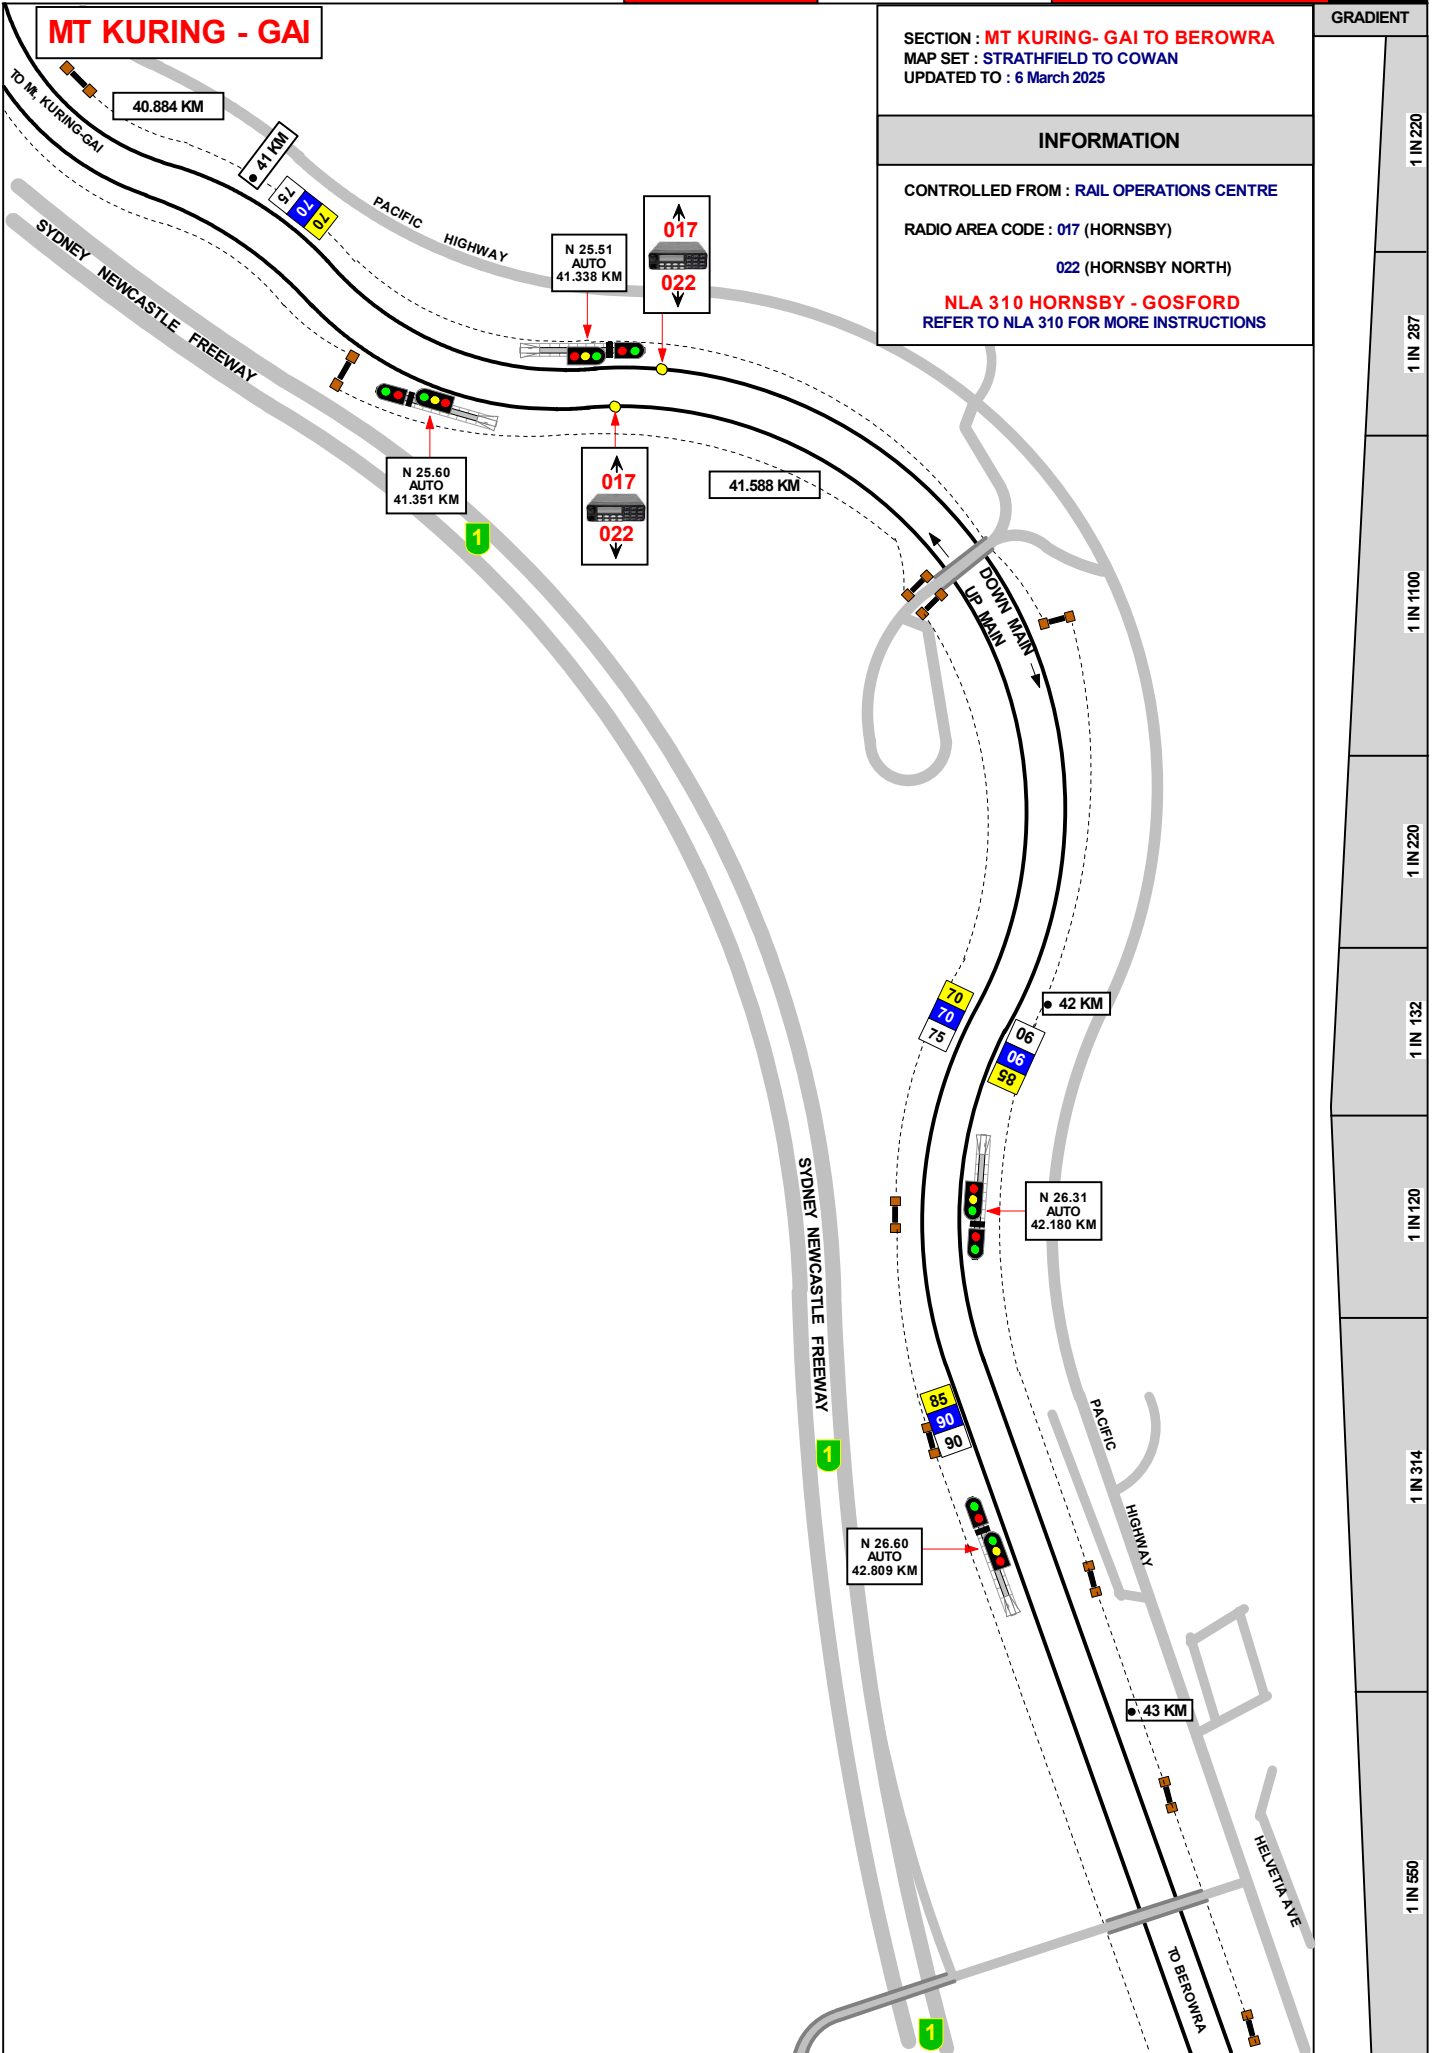 MT KURING - GAI
SECTION : MT KURING- GAI TO BEROWRA
MAP SET : STRATHFIELD TO COWAN
UPDATED TO : 6 March 2025
INFORMATION
CONTROLLED FROM : RAIL OPERATIONS CENTRE
RADIO AREA CODE : 017 (HORNSBY)
022 (HORNSBY NORTH)
NLA 310 HORNSBY - GOSFORD
REFER TO NLA 310 FOR MORE INSTRUCTIONS
GRADIENT
1 IN 220
1 IN 287
1 IN 1100
1 IN 220
1 IN 132
1 IN 120
1 IN 314
1 IN 550
TO Mt, KURING-GAI
40.884 KM
41 KM
75
70
70
PACIFIC
HIGHWAY
SYDNEY NEWCASTLE FREEWAY
N 25.51
AUTO
41.338 KM
017
022
N 25.60
AUTO
41.351 KM
017
022
41.588 KM
1
DOWN MAIN
UP MAIN
70
70
75
42 KM
90
90
85
N 26.31
AUTO
42.180 KM
SYDNEY NEWCASTLE FREEWAY
85
90
90
1
PACIFIC
HIGHWAY
N 26.60
AUTO
42.809 KM
43 KM
HELVETIA AVE
TO BEROWRA
1